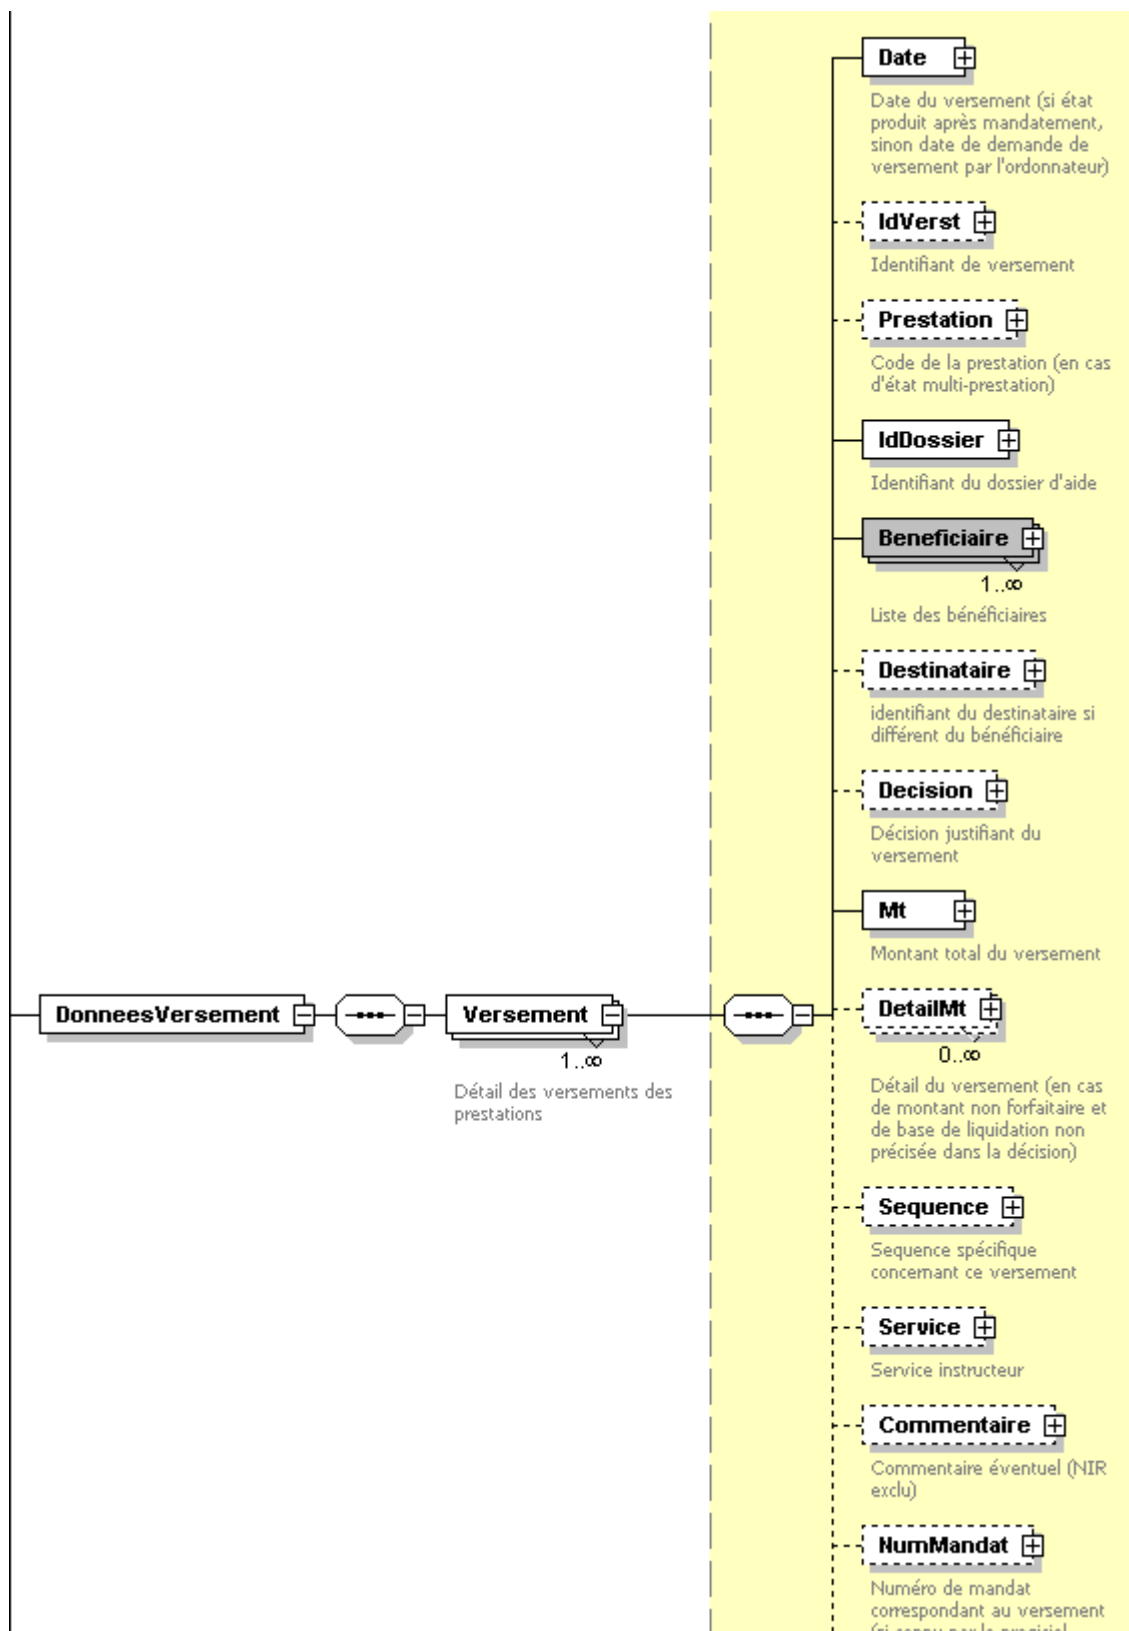 Date
Date du versement (si état
produit après mandatement,
sinon date de demande de
versement par l'ordonnateur)
IdVerst
Identifiant de versement
Prestation
Code de la prestation (en cas
d'état multi-prestation)
IdDossier
Identifiant du dossier d'aide
Beneficiaire
1..∞
Liste des bénéficiaires
Destinataire
identifiant du destinataire si
différent du bénéficiaire
Decision
Décision justifiant du
versement
Mt
Montant total du versement
DonneesVersement
Versement
1..∞
Détail des versements des
prestations
DetailMt
0..∞
Détail du versement (en cas
de montant non forfaitaire et
de base de liquidation non
précisée dans la décision)
Sequence
Sequence spécifique
concernant ce versement
Service
Service instructeur
Commentaire
Commentaire éventuel (NIR
exclu)
NumMandat
Numéro de mandat
correspondant au versement
(si connu par le progiciel